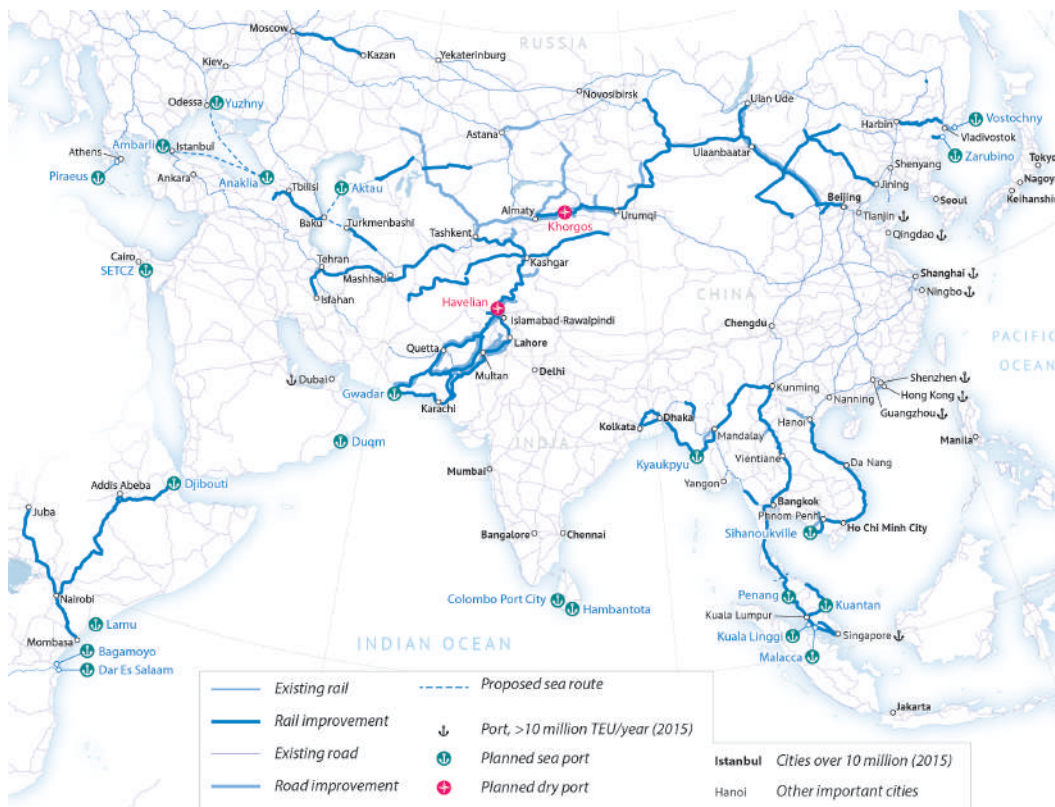 RUSSIA
Moscow
Kazan
Yekaterinburg
Kiev
Novosibirsk
Ulan Ude
Odessa
Yuzhny
Astana
Harbin
Vostochny
Vladivostok
Ambarli
Istanbul
Ulaanbaatar
Zarubino
Athens
Shenyang
Tokyo
Piraeus
Ankara
Anaklia
Tbilisi
Aktau
Jining
Nagoya
Almaty
Urumqi
Beijing
Seoul
Keihanshin
Baku
Turkmenbashi
Khorgos
Tianjin
Tashkent
Qingdao
Cairo
Tehran
Kashgar
SETCZ
Mashhad
Shanghai
Isfahan
Havelian
CHINA
Ningbo
Islamabad-Rawalpindi
Chengdu
PACIFIC
OCEAN
Quetta
Lahore
Dubai
Multan
Delhi
Kunming
Shenzhen
Gwadar
Nanning
Hong Kong
Karachi
Guangzhou
Dhaka
Hanoi
Kolkata
Mandalay
Manila
Duqm
INDIA
Kyaukpyu
Vientiane
Da Nang
Mumbai
Yangon
Addis Abeba
Djibouti
Bangkok
Juba
Phnom Penh
Ho Chi Minh City
Bangalore
Chennai
Sihanoukville
Nairobi
Colombo Port City
Hambantota
Penang
Kuantan
Lamu
Kuala Lumpur
Mombasa
INDIAN OCEAN
Kuala Linggi
Singapore
Bagamoyo
Malacca
Dar Es Salaam
Jakarta
Existing rail
Rail improvement
Existing road
Road improvement
Proposed sea route
Port, >10 million TEU/year (2015)
Planned sea port
Planned dry port
Istanbul Cities over 10 million (2015)
Hanoi Other important cities